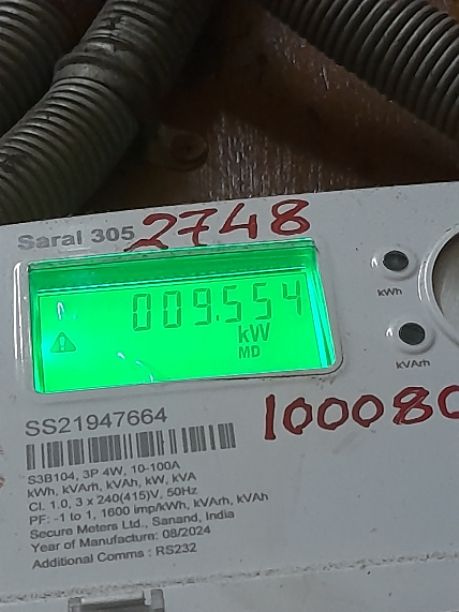 Saral 305 2748
009.554
kW
MD
kWh
kVArh
SS21947664
100080
S3B104, 3P 4W, 10-100A
kWh, kVArh, kVAh, kW, kVA
Cl. 1.0, 3 x 240(415)V, 50Hz
PF: -1 to 1, 1600 imp/kWh, kVArh, kVAh
Secure Meters Ltd., Sanand, India
Year of Manufacture: 08/2024
Additional Comms : RS232